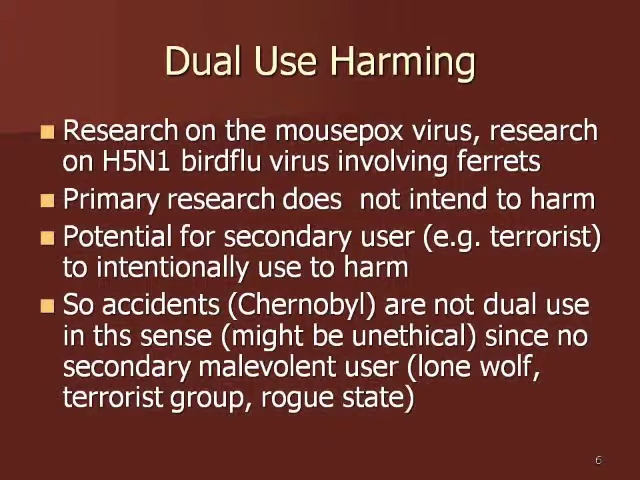 Dual Use Harming
Research on the mousepox virus, research
on H5N1 birdflu virus involving ferrets
Primary research does  not intend to harm
Potential for secondary user (e.g. terrorist)
to intentionally use to harm
So accidents (Chernobyl) are not dual use
in ths sense (might be unethical) since no
secondary malevolent user (lone wolf,
terrorist group, rogue state)
6